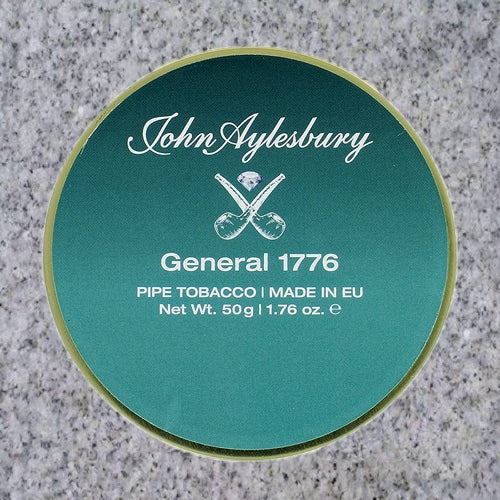 John Aylesbury
General 1776
PIPE TOBACCO | MADE IN EU
Net Wt. 50g | 1.76 oz. ℮